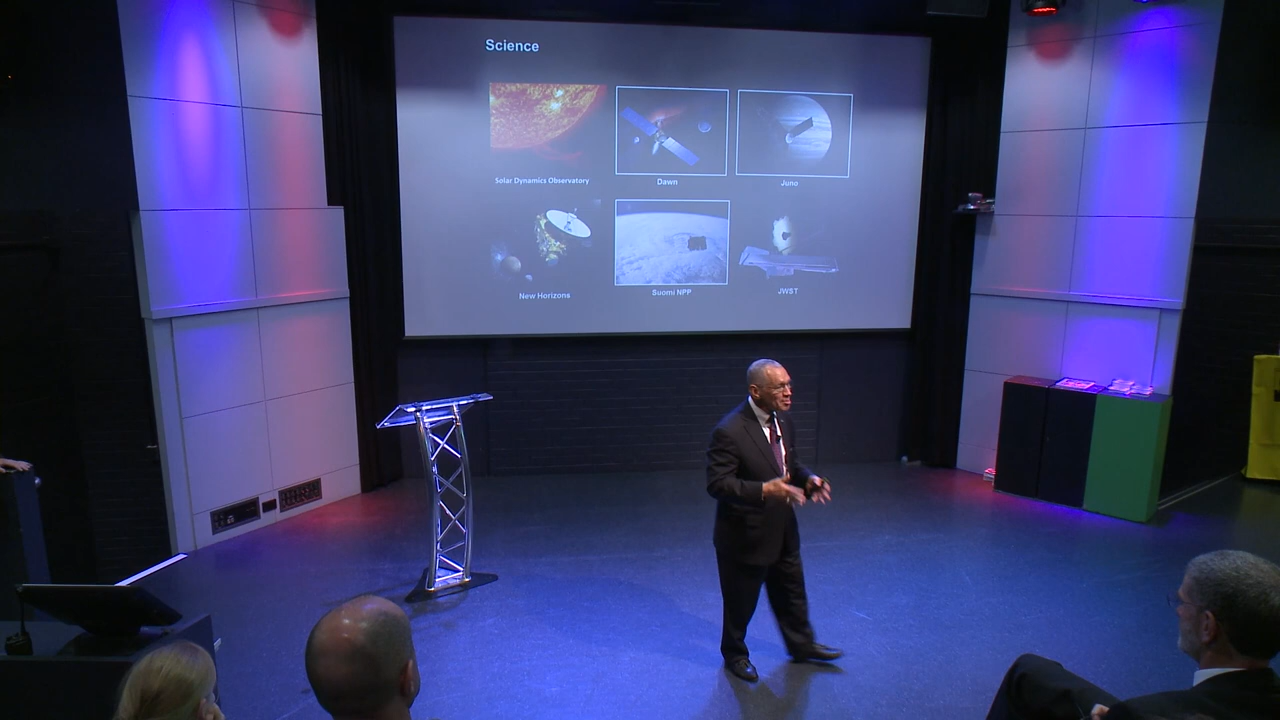 Science
Solar Dynamics Observatory
Dawn
Juno
New Horizons
Suomi NPP
JWST